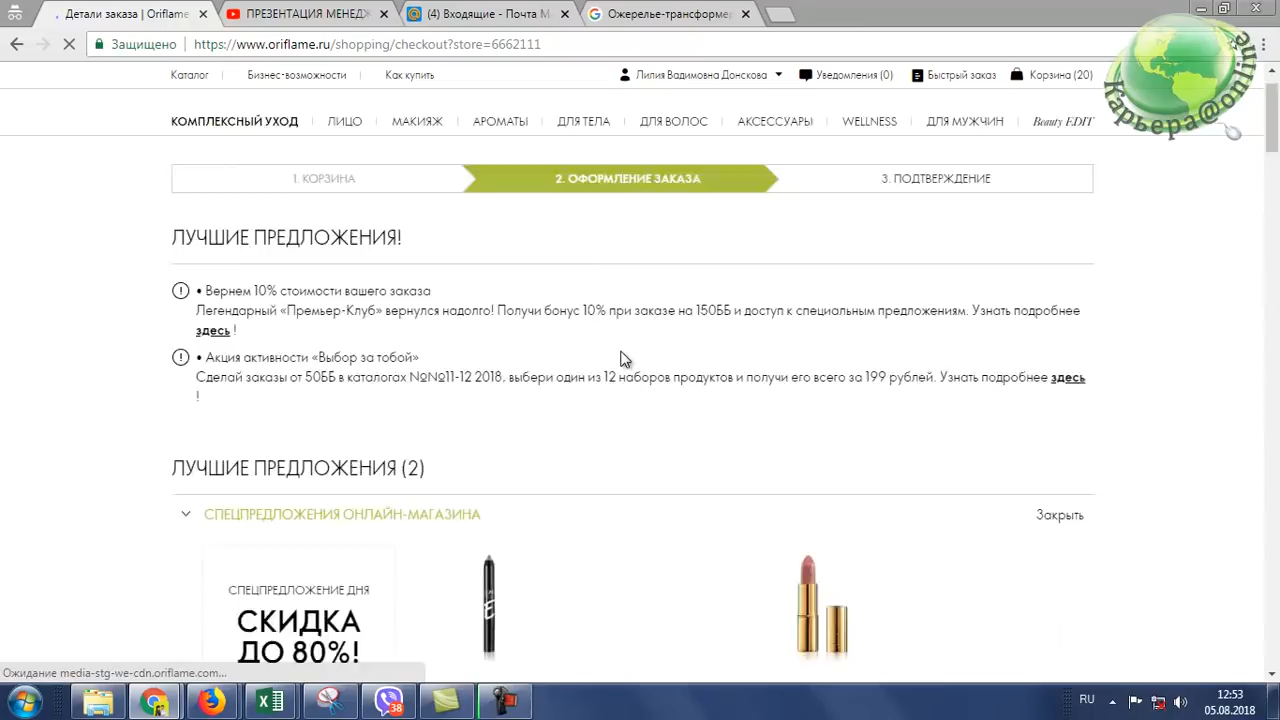 Детали заказа | Oriflame
ПРЕЗЕНТАЦИЯ МЕНЕДЖ
(4) Входящие - Почта М
Ожерелье-трансформер
Защищено
https://www.oriflame.ru/shopping/checkout?store=6662111
Каталог
Бизнес-возможности
Как купить
Лилия Вадимовна Донскова
Уведомления (0)
Быстрый заказ
Корзина (20)
Карьера@online
КОМПЛЕКСНЫЙ УХОД
ЛИЦО
МАКИЯЖ
АРОМАТЫ
ДЛЯ ТЕЛА
ДЛЯ ВОЛОС
АКСЕССУАРЫ
WELLNESS
ДЛЯ МУЖЧИН
Beauty EDIT
1. КОРЗИНА
2. ОФОРМЛЕНИЕ ЗАКАЗА
3. ПОДТВЕРЖДЕНИЕ
ЛУЧШИЕ ПРЕДЛОЖЕНИЯ!
• Вернем 10% стоимости вашего заказа
Легендарный «Премьер-Клуб» вернулся надолго! Получи бонус 10% при заказе на 150ББ и доступ к специальным предложениям. Узнать подробнее
здесь !
• Акция активности «Выбор за тобой»
Сделай заказы от 50ББ в каталогах №№11-12 2018, выбери один из 12 наборов продуктов и получи его всего за 199 рублей. Узнать подробнее здесь
!
ЛУЧШИЕ ПРЕДЛОЖЕНИЯ (2)
СПЕЦПРЕДЛОЖЕНИЯ ОНЛАЙН-МАГАЗИНА
Закрыть
СПЕЦПРЕДЛОЖЕНИЕ ДНЯ
СКИДКА
ДО 80%!
Ожидание media-stg-we-cdn.oriflame.com...
38
RU
12:53
05.08.2018